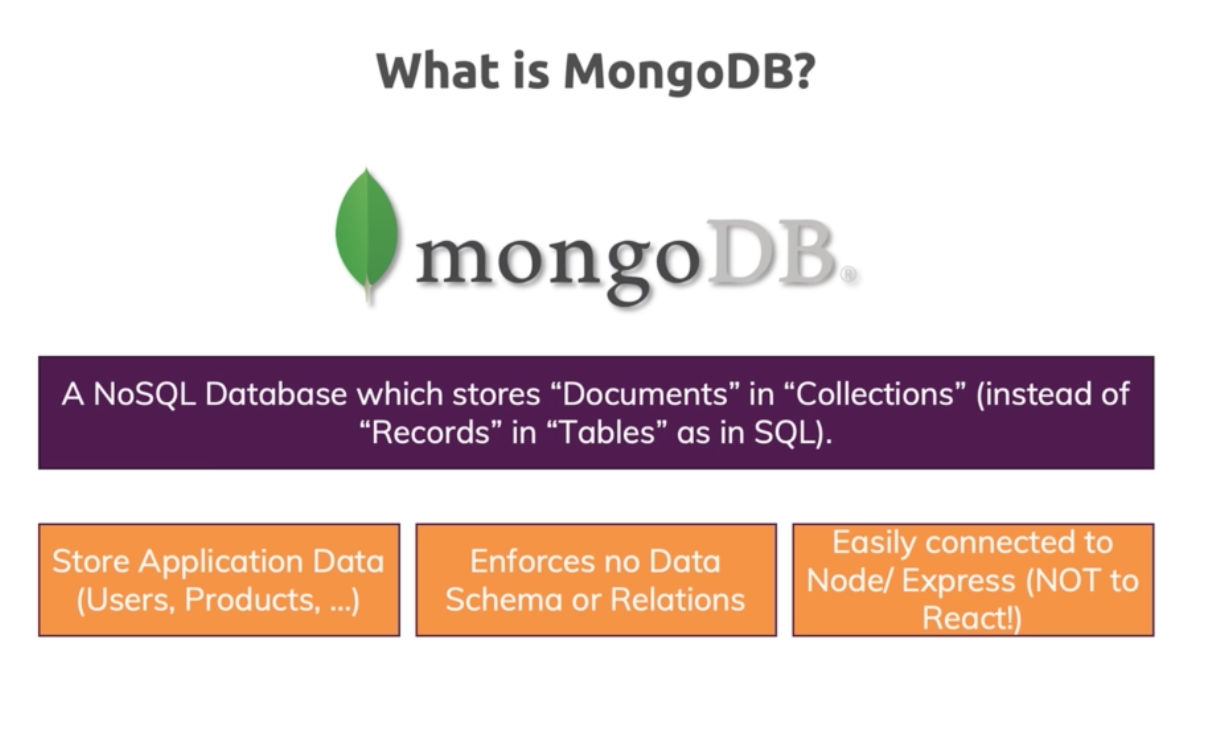 What is MongoDB?
mongoDB®
A NoSQL Database which stores “Documents” in “Collections” (instead of
“Records” in “Tables” as in SQL).
Store Application Data
(Users, Products, ...)
Enforces no Data
Schema or Relations
Easily connected to
Node/ Express (NOT to
React!)